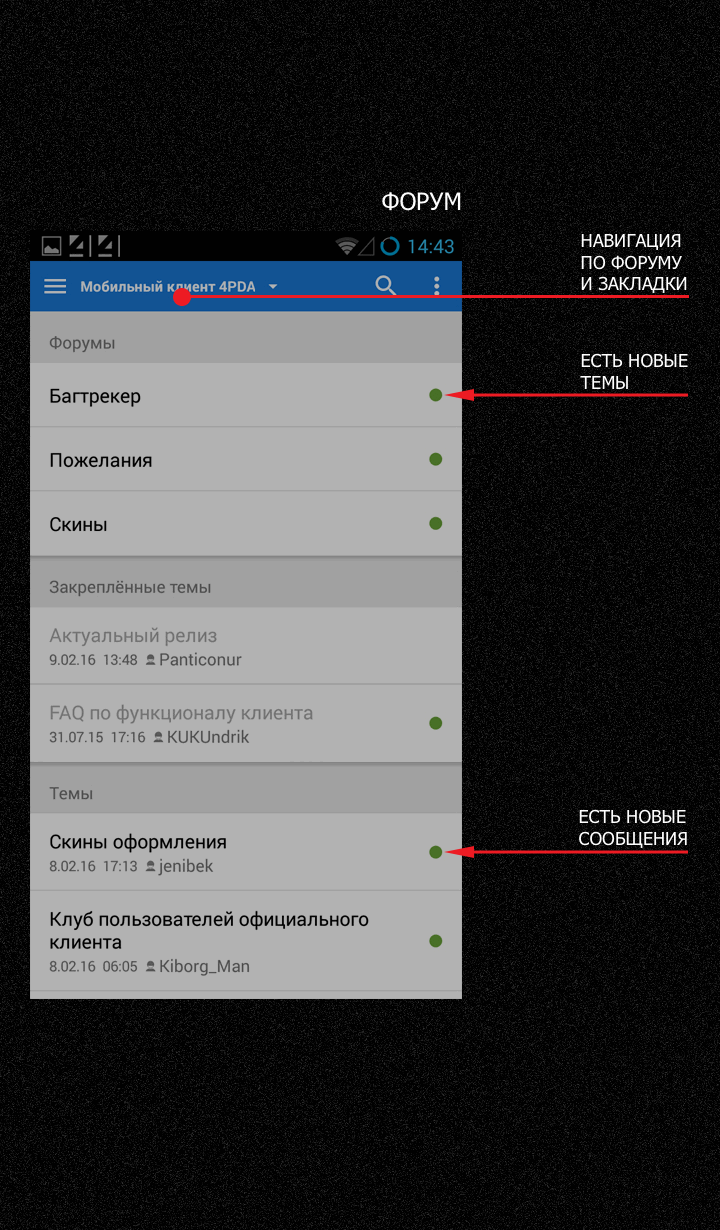 ФОРУМ
14:43
НАВИГАЦИЯ
ПО ФОРУМУ
И ЗАКЛАДКИ
Мобильный клиент 4PDA
Форумы
ЕСТЬ НОВЫЕ
ТЕМЫ
Багтрекер
Пожелания
Скины
Закреплённые темы
Актуальный релиз
9.02.16 13:48 Panticonur
FAQ по функционалу клиента
31.07.15 17:16 KUKUndrik
Темы
ЕСТЬ НОВЫЕ
СООБЩЕНИЯ
Скины оформления
8.02.16 17:13 jenibek
Клуб пользователей официального
клиента
8.02.16 06:05 Kiborg_Man